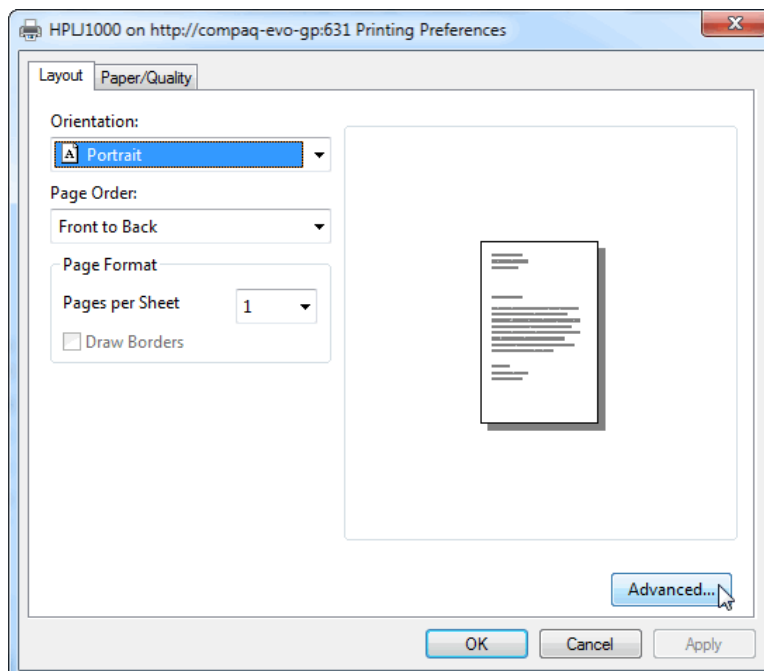 HPLJ1000 on http://compaq-evo-gp:631 Printing Preferences
Layout Paper/Quality
Orientation:
A Portrait
Page Order:
Front to Back
Page Format
Pages per Sheet 1
Draw Borders
Advanced...
OK Cancel Apply